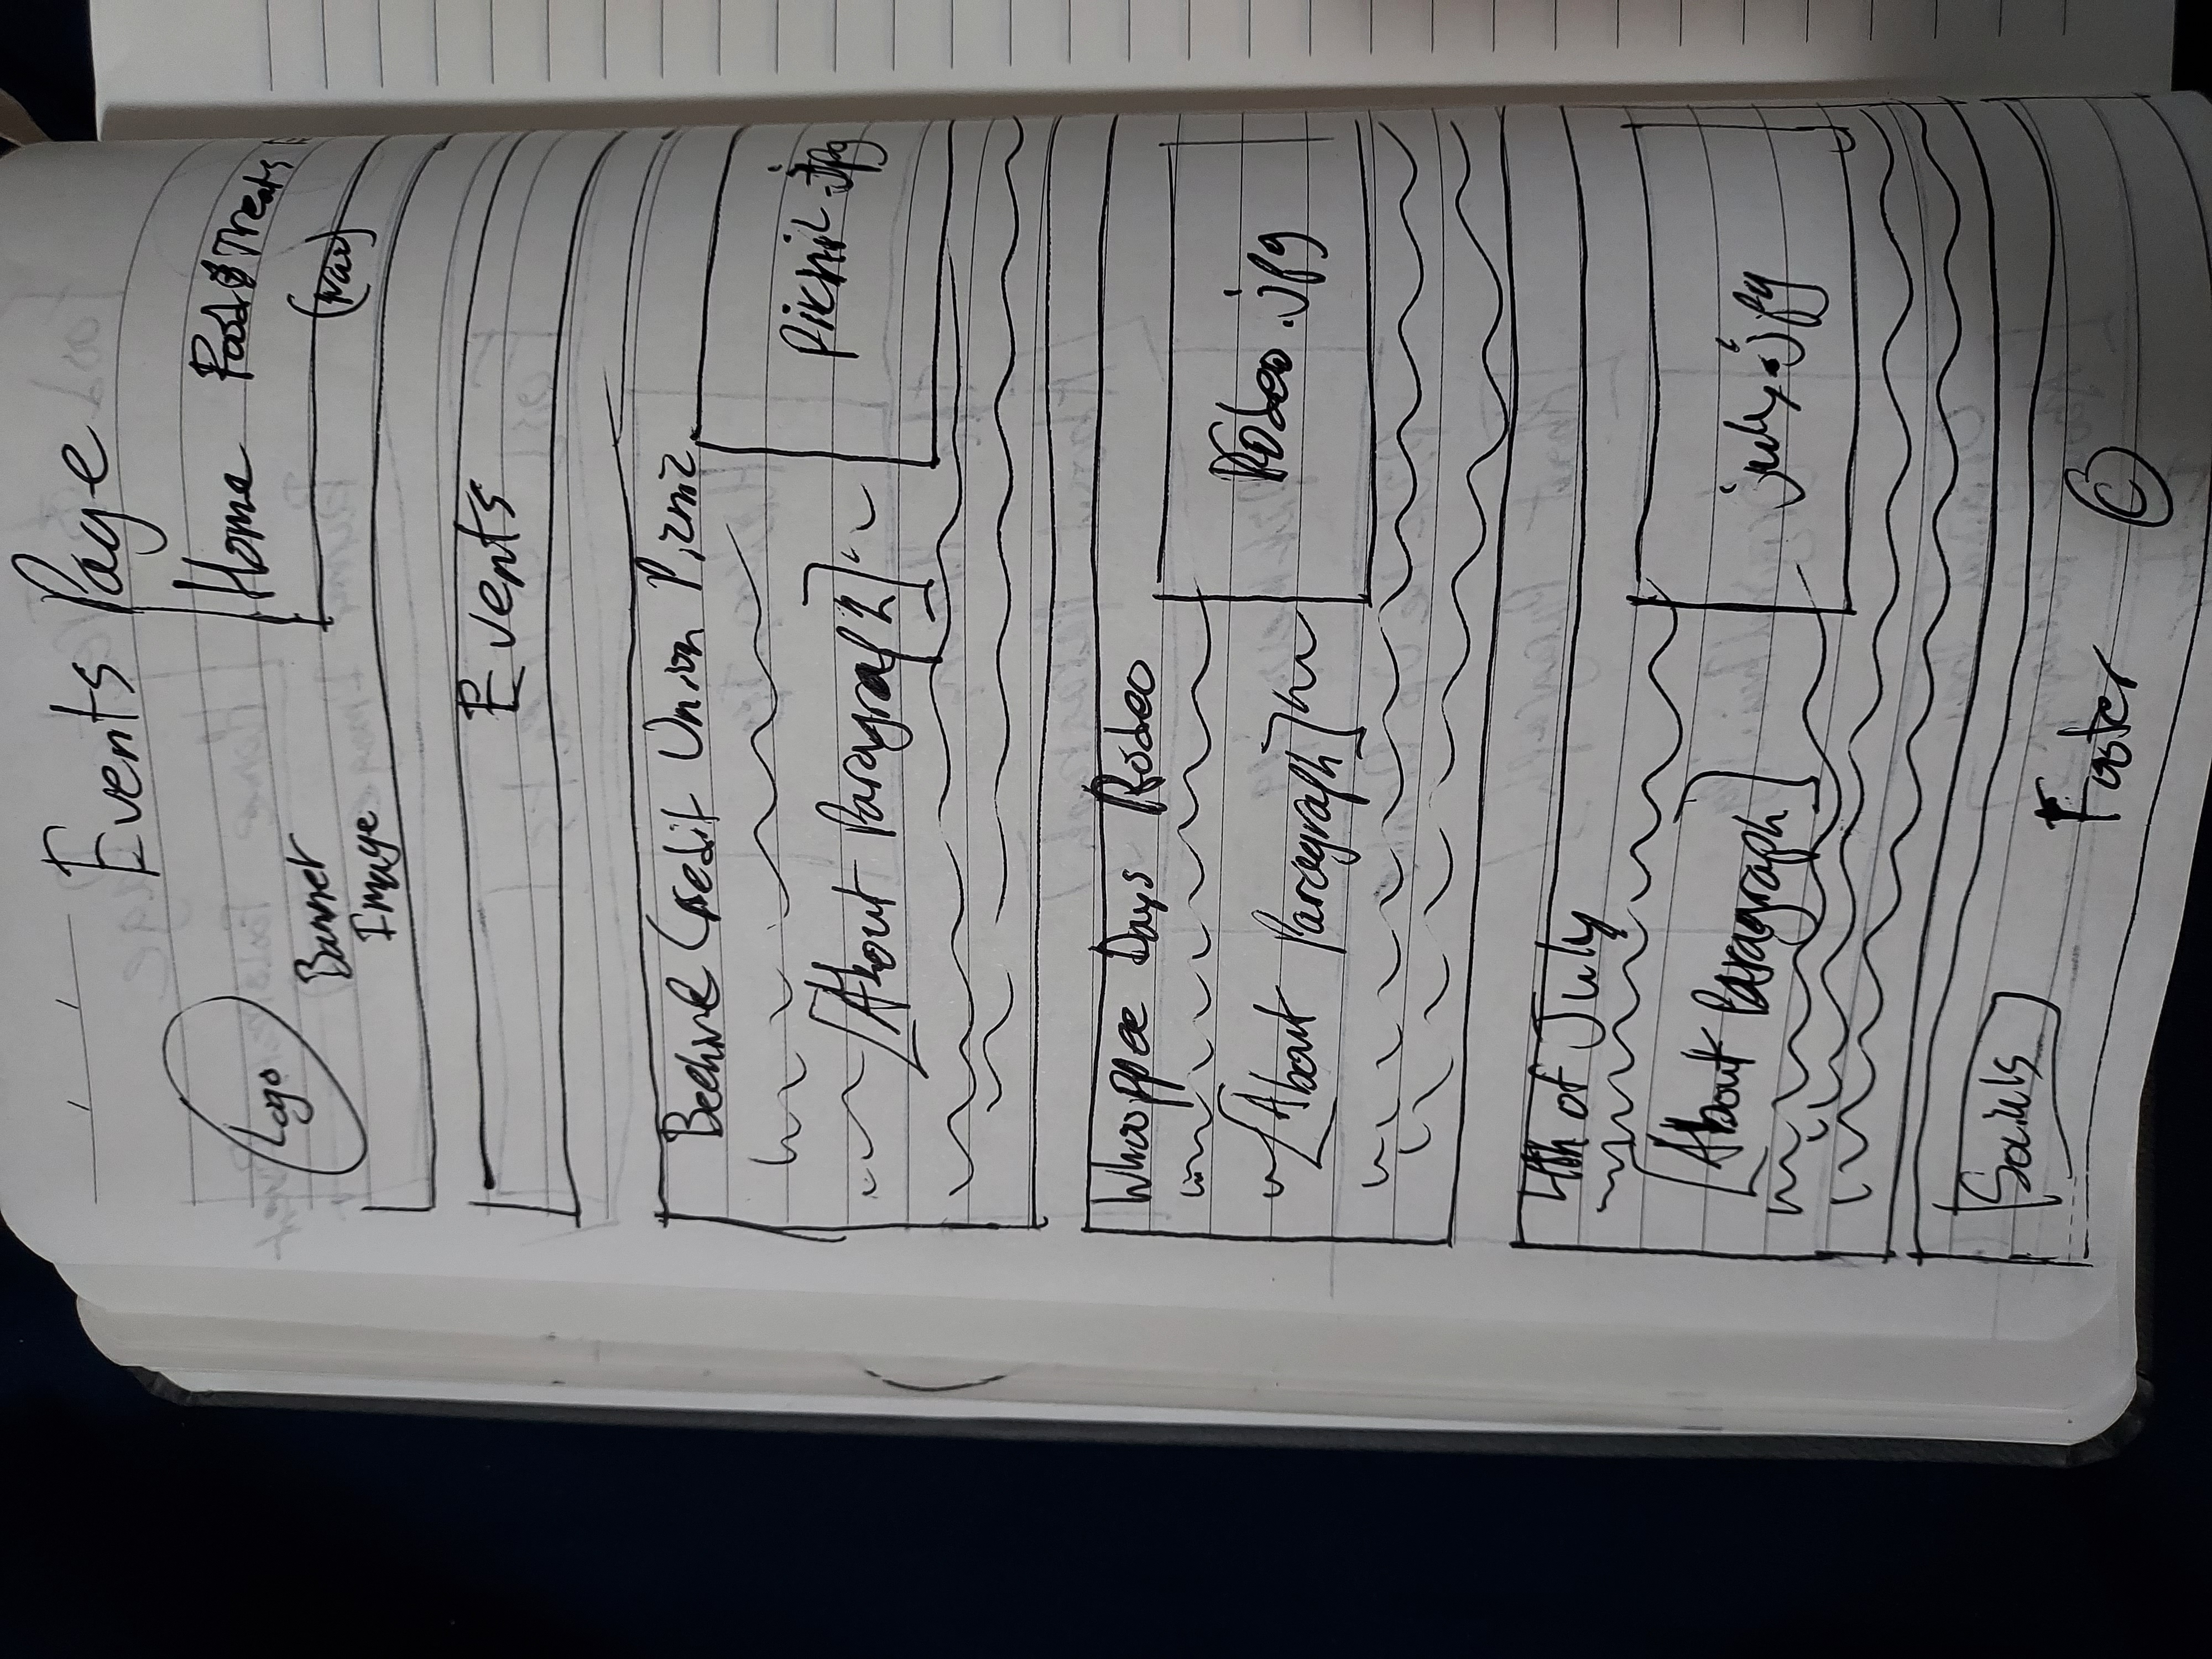 Events Page
Logo
Banner
Image
Home Food & Treats
(nav)
Events
Beehive Credit Union Picnic
[About Paragraph]
picnic.jpg
Whooppee Days Rodeo
[About Paragraph]
Rodeo.jpg
4th of July
[About Paragraph]
july.jpg
Socials
Footer ©